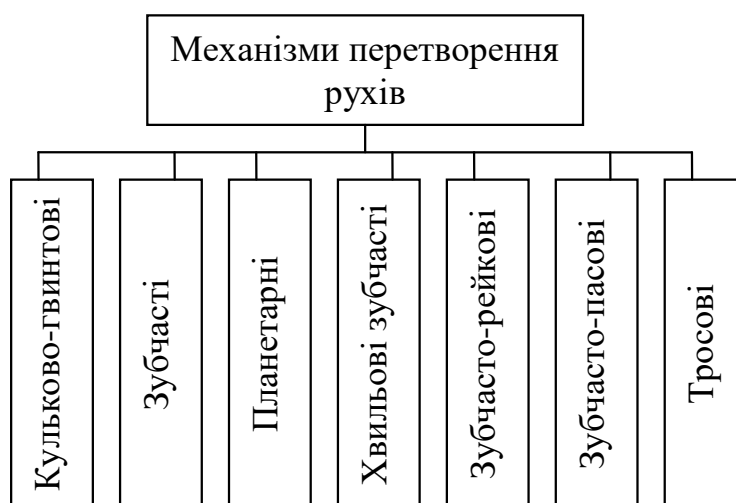 Механізми перетворення
рухів
Кульково-гвинтові
Зубчасті
Планетарні
Хвильові зубчасті
Зубчасто-рейкові
Зубчасто-пасові
Тросові